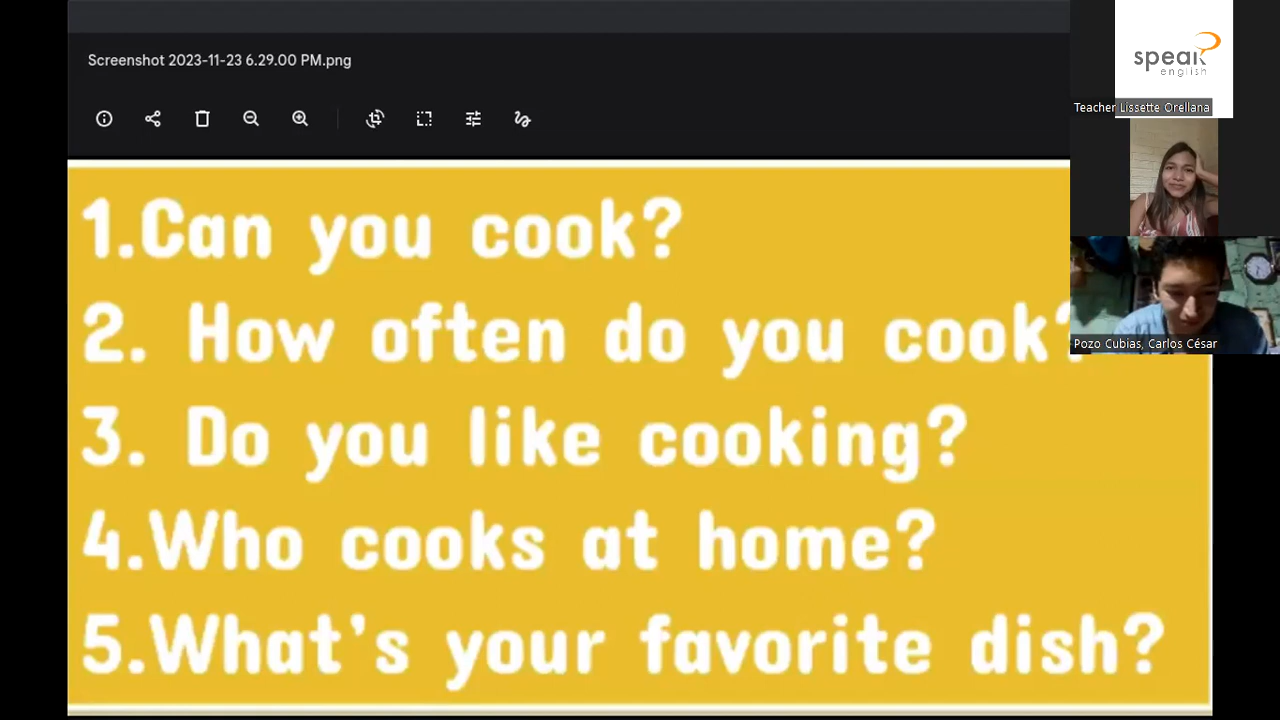 Screenshot 2023-11-23 6.29.00 PM.png
speak
english
Teacher Lissette Orellana
Pozo Cubias, Carlos César
1.Can you cook?
2. How often do you cook?
3. Do you like cooking?
4.Who cooks at home?
5.What's your favorite dish?